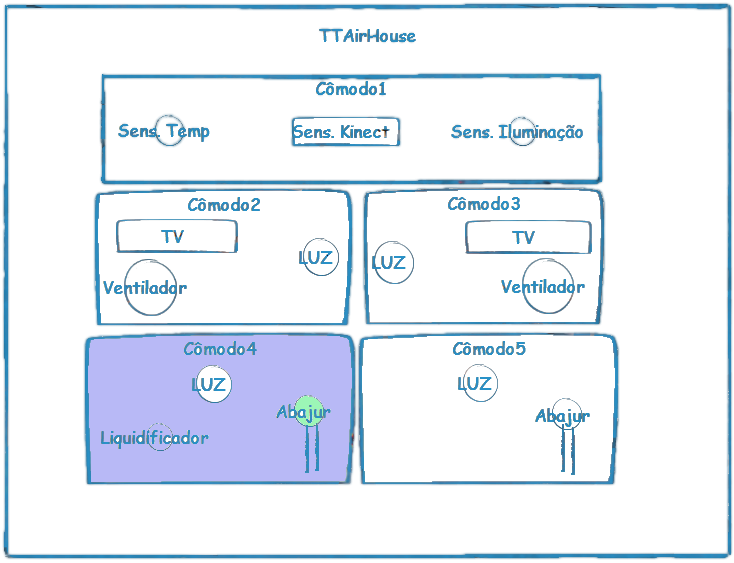 TTAirHouse
Cômodo1
Sens. Temp
Sens. Kinect
Sens. Iluminação
Cômodo2
TV
LUZ
Ventilador
Cômodo3
TV
LUZ
Ventilador
Cômodo4
LUZ
Abajur
Liquidificador
Cômodo5
LUZ
Abajur